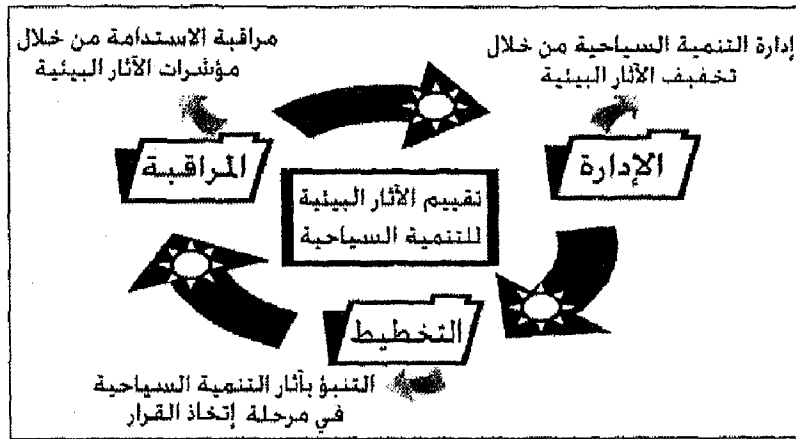 إدارة التنمية السياحية من خلال
تخفيف الآثار البيئية
مراقبة الاستدامة من خلال
مؤشرات الآثار البيئية
الإدارة
المراقبة
تقييم الآثار البيئية
للتنمية السياحية
التخطيط
التنبؤ بآثار التنمية السياحية
في مرحلة إتخاذ القرار